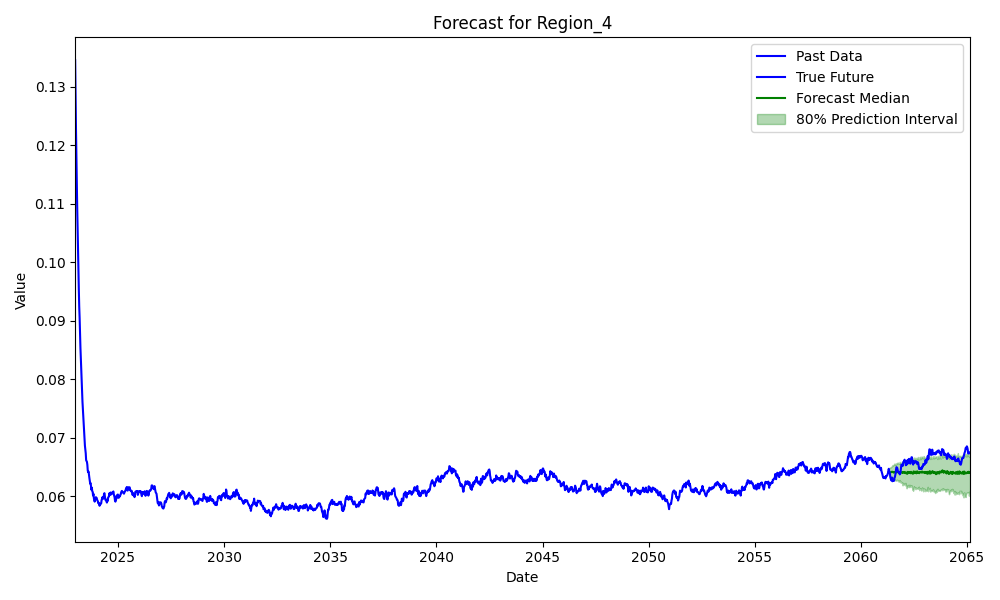 Forecast for Region_4
Past Data
True Future
Forecast Median
80% Prediction Interval
Value
0.13
0.12
0.11
0.10
0.09
0.08
0.07
0.06
2025 2030 2035 2040 2045 2050 2055 2060 2065
Date